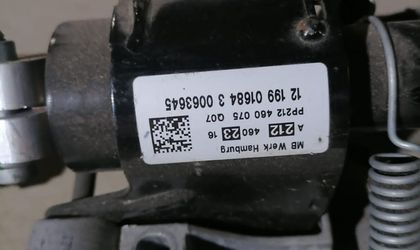 MB Werk Hamburg
A 212 460 23 16
PP212 460 075 Q07
12 199 01684 3 0063645